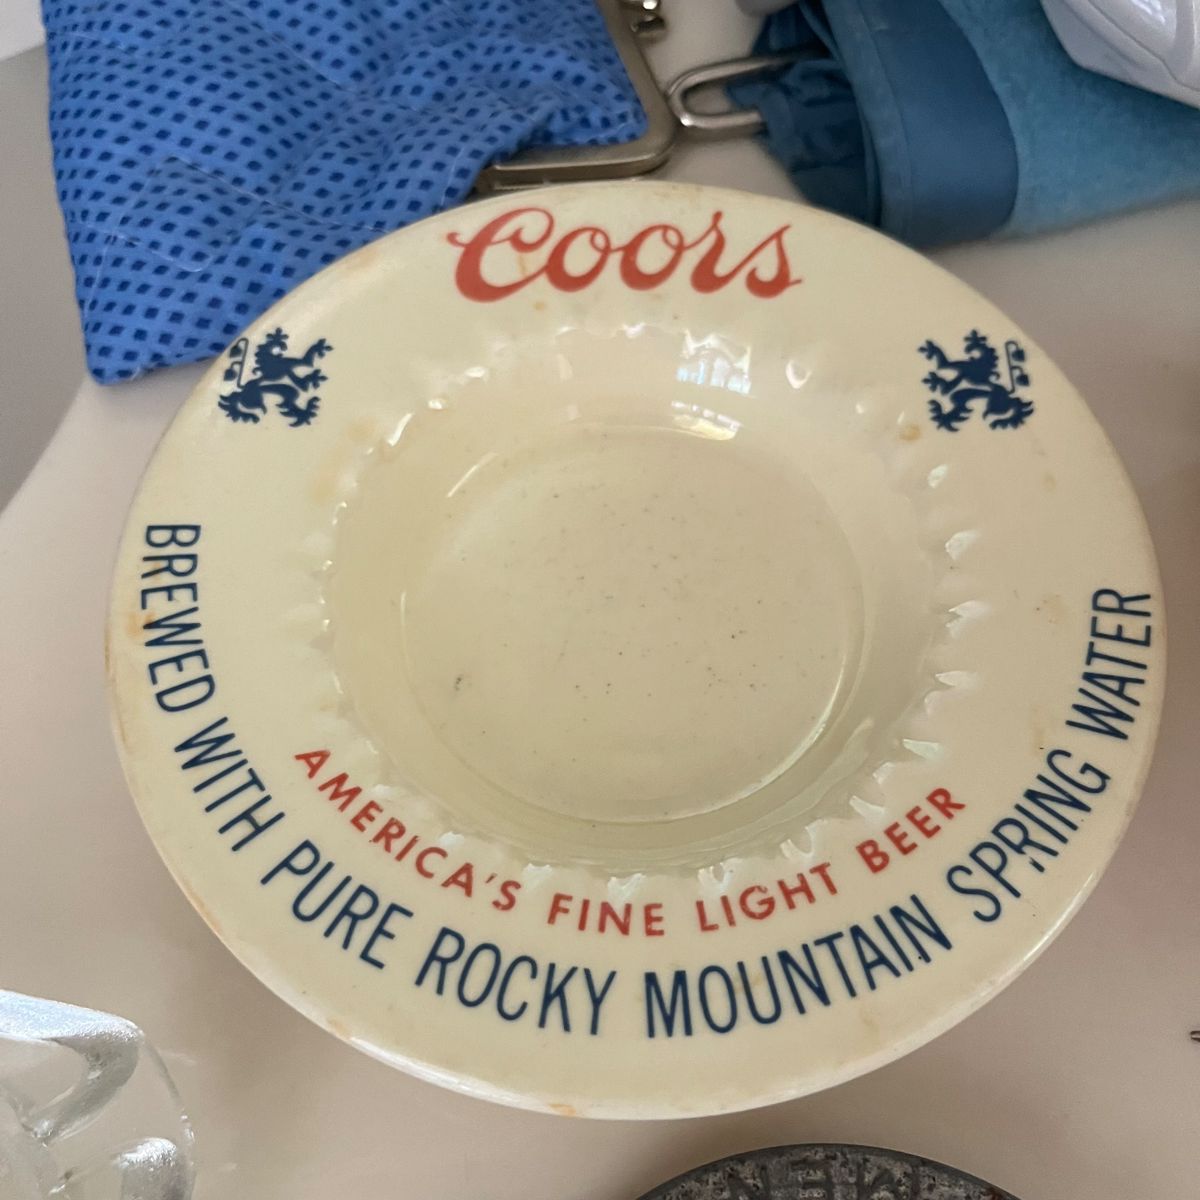 Coors
AMERICA'S FINE LIGHT BEER
BREWED WITH PURE ROCKY MOUNTAIN SPRING WATER